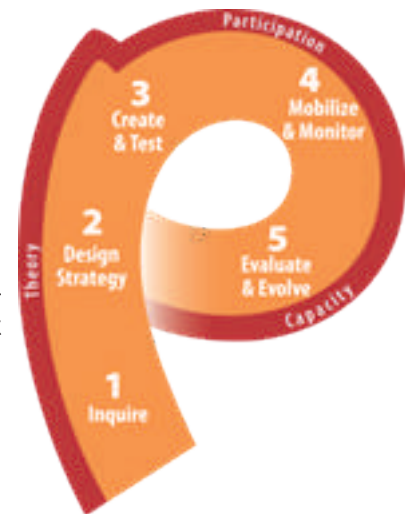 Participation
3
Create
& Test
4
Mobilize
& Monitor
2
Design
Strategy
5
Evaluate
& Evolve
Theory
Capacity
1
Inquire